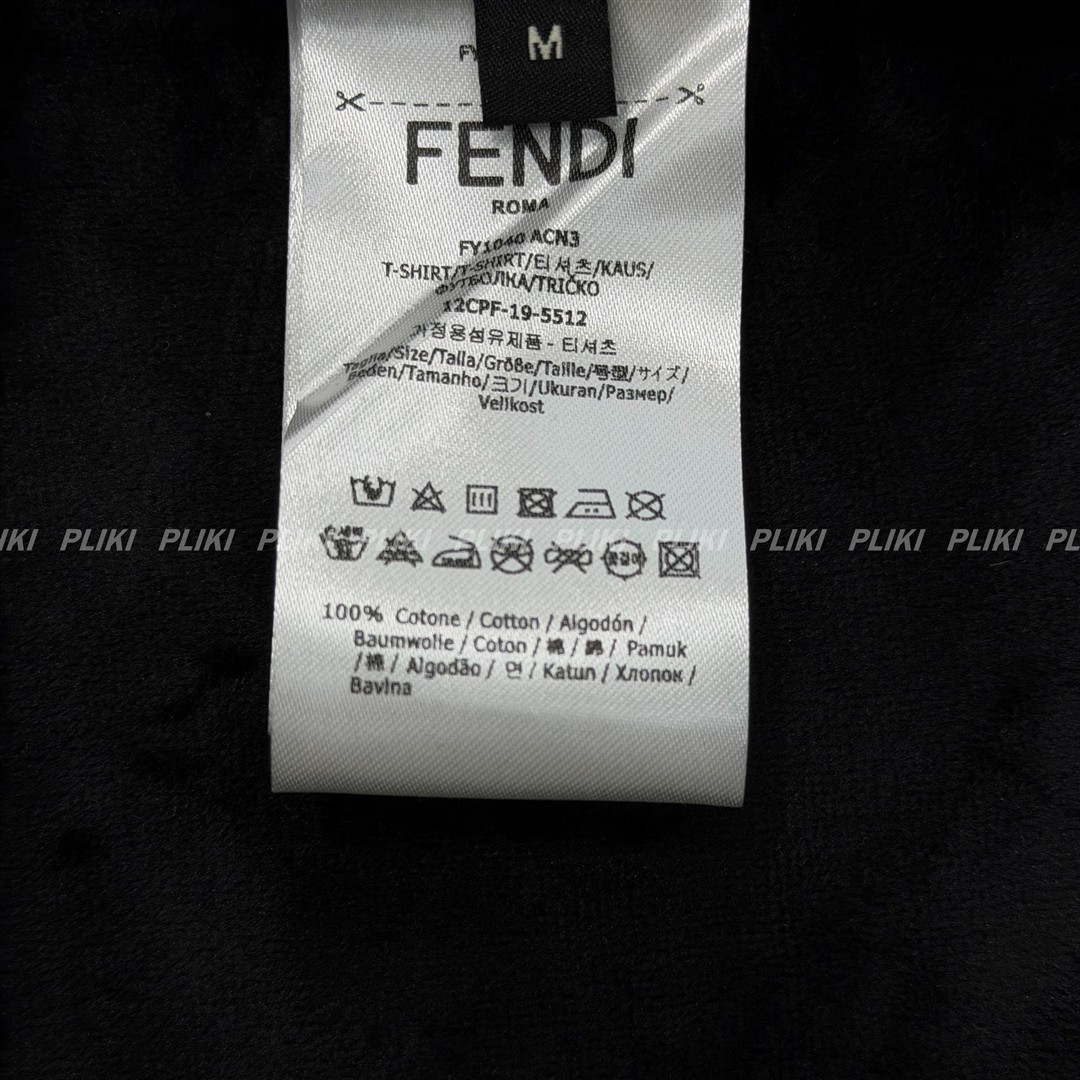 M
FY
FENDI
ROMA
FY1040 ACN3
T-SHIRT/T-SHIRT/티셔츠/KAUS/
ФУТБОЛКА/TRIČKO
12CPF-19-5512
가정용섬유제품 - 티셔츠
Taglia/Size/Talla/Größe/Taille/号型/サイズ/
Beden/Tamanho/크기/Ukuran/Размер/
Velikost
PLIKI PLIKI PLIKI PLIKI PLIKI
100% Cotone / Cotton / Algodón /
Baumwolle / Coton / 棉 / 綿 / Pamuk
/ 棉 / Algodão / 면 / Katun / Хлопок /
Bavlna